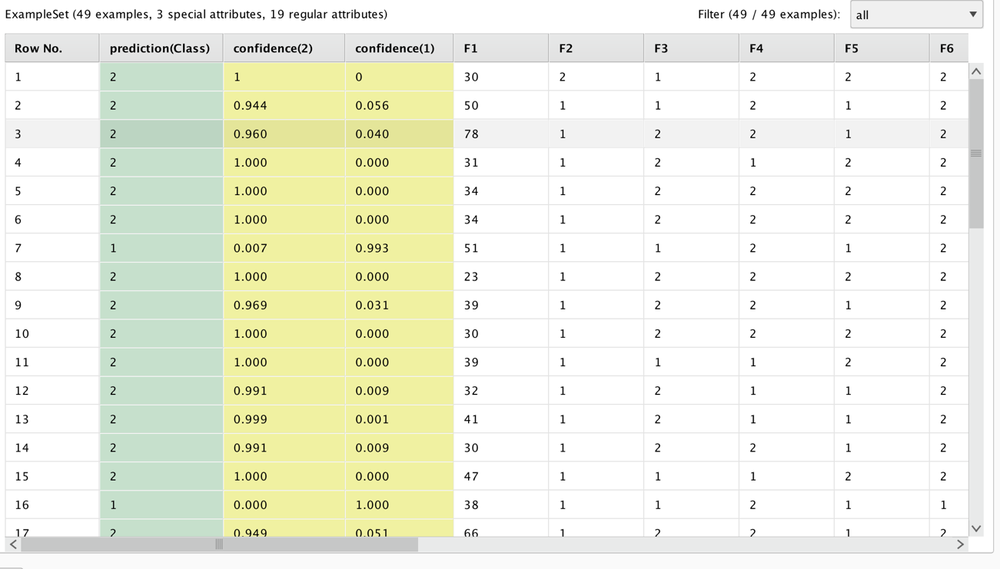 ExampleSet (49 examples, 3 special attributes, 19 regular attributes) Filter (49 / 49 examples): all
Row No. prediction(Class) confidence(2) confidence(1) F1 F2 F3 F4 F5 F6
1 2 1 0 30 2 1 2 2 2
2 2 0.944 0.056 50 1 1 2 1 2
3 2 0.960 0.040 78 1 2 2 1 2
4 2 1.000 0.000 31 1 2 1 2 2
5 2 1.000 0.000 34 1 2 2 2 2
6 2 1.000 0.000 34 1 2 2 2 2
7 1 0.007 0.993 51 1 1 2 1 2
8 2 1.000 0.000 23 1 2 2 2 2
9 2 0.969 0.031 39 1 2 2 1 2
10 2 1.000 0.000 30 1 2 2 2 2
11 2 1.000 0.000 39 1 1 1 2 2
12 2 0.991 0.009 32 1 2 1 1 2
13 2 0.999 0.001 41 1 2 1 1 2
14 2 0.991 0.009 30 1 2 2 1 2
15 2 1.000 0.000 47 1 1 1 2 2
16 1 0.000 1.000 38 1 1 2 1 1
17 2 0.949 0.051 66 1 2 2 1 2